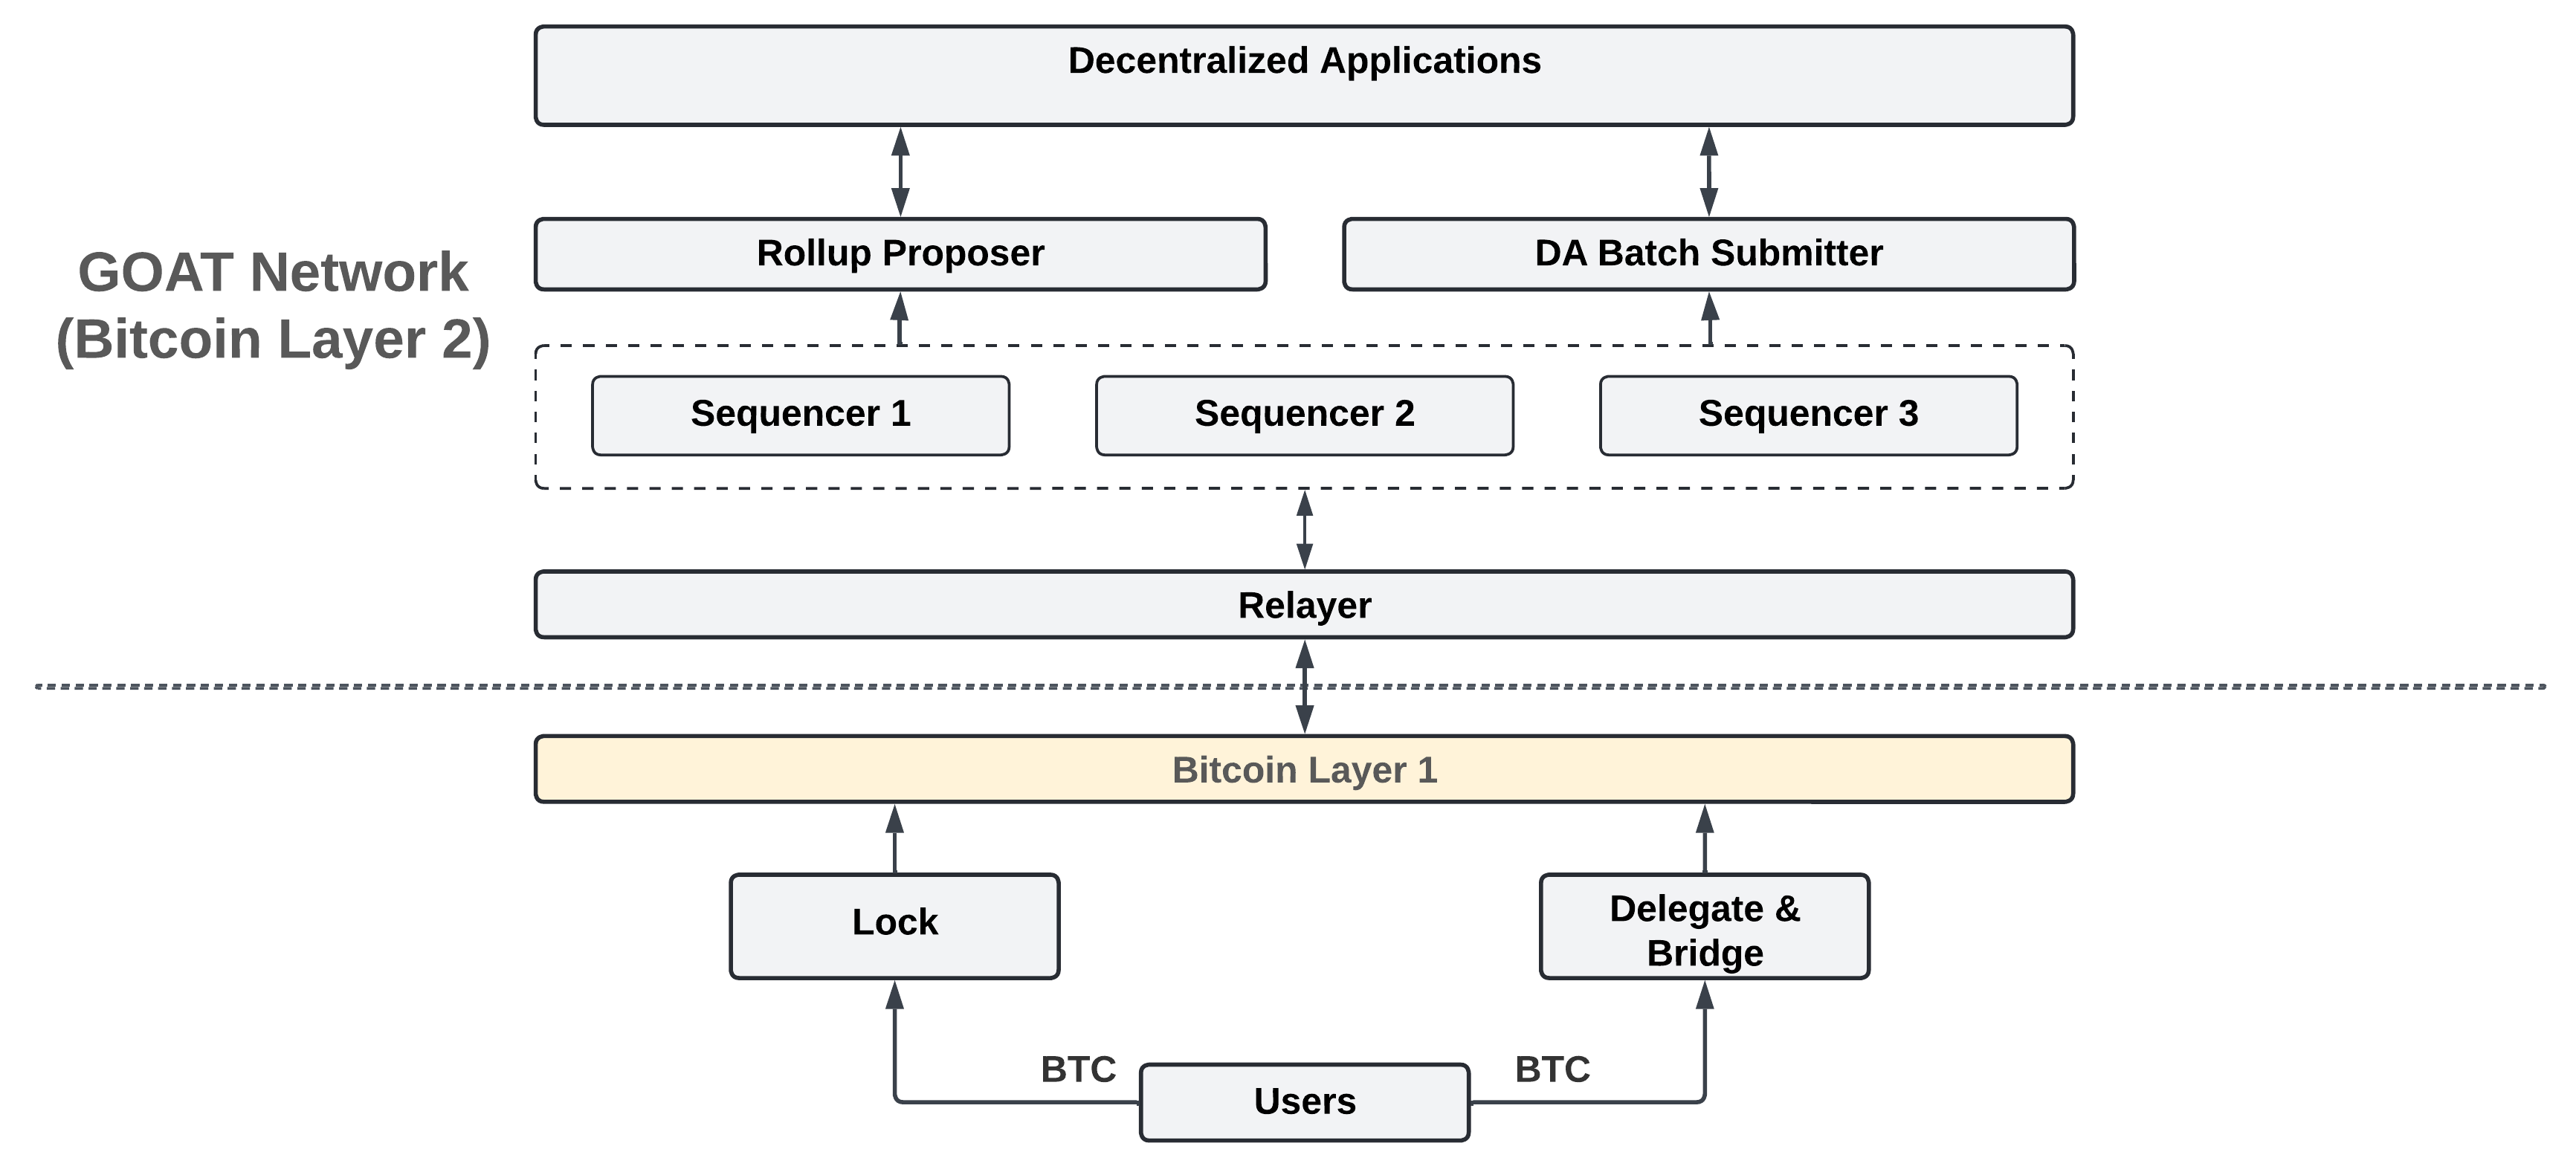 Decentralized Applications
Rollup Proposer
DA Batch Submitter
GOAT Network
(Bitcoin Layer 2)
Sequencer 1
Sequencer 2
Sequencer 3
Relayer
Bitcoin Layer 1
Lock
Delegate &
Bridge
BTC
BTC
Users